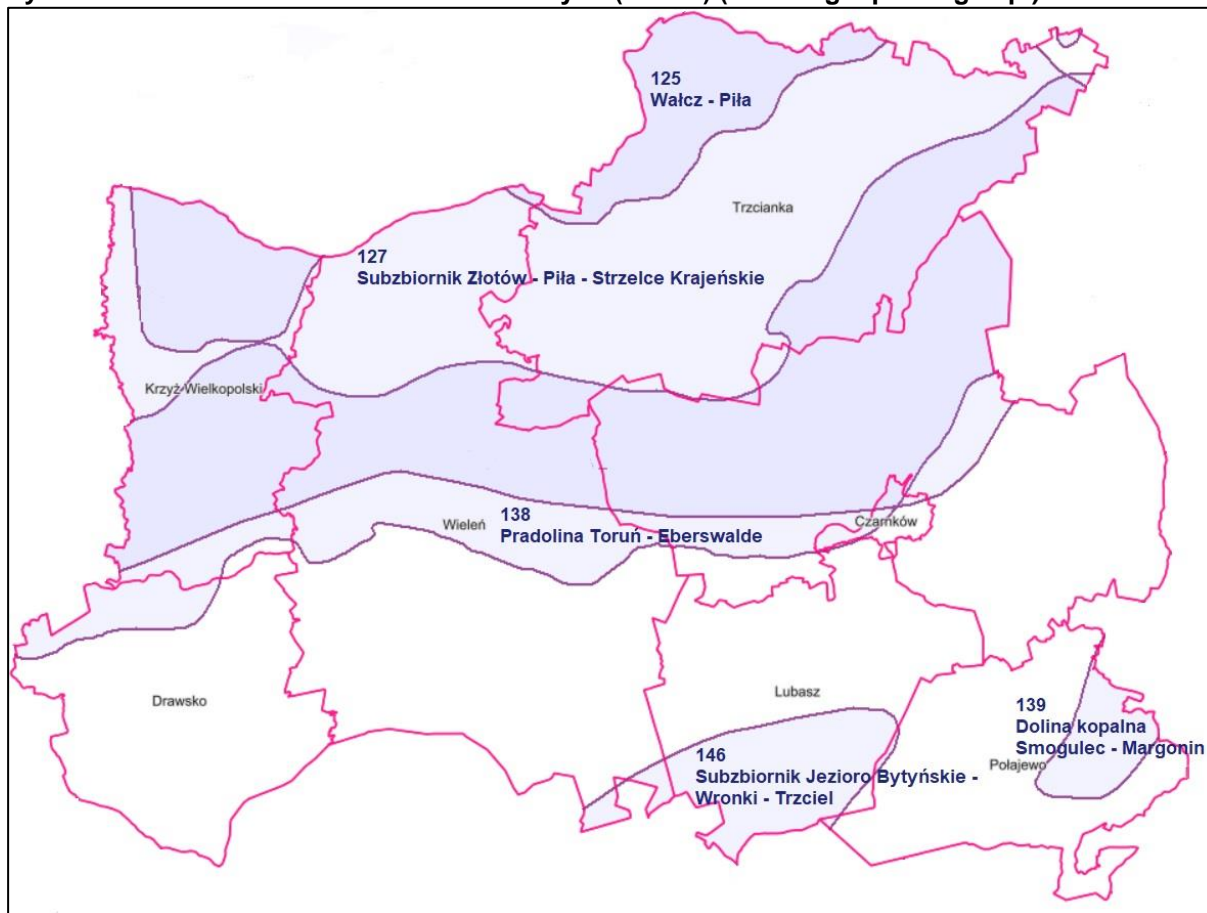 125
Wałcz - Piła
Trzcianka
127
Subzbiornik Złotów - Piła - Strzelce Krajeńskie
Krzyż Wielkopolski
138
Wieleń
Pradolina Toruń - Eberswalde
Czarnków
Drawsko
Lubasz
146
Subzbiornik Jezioro Bytyńskie -
Wronki - Trzciel
139
Dolina kopalna
Smogulec - Margonin
Połajewo